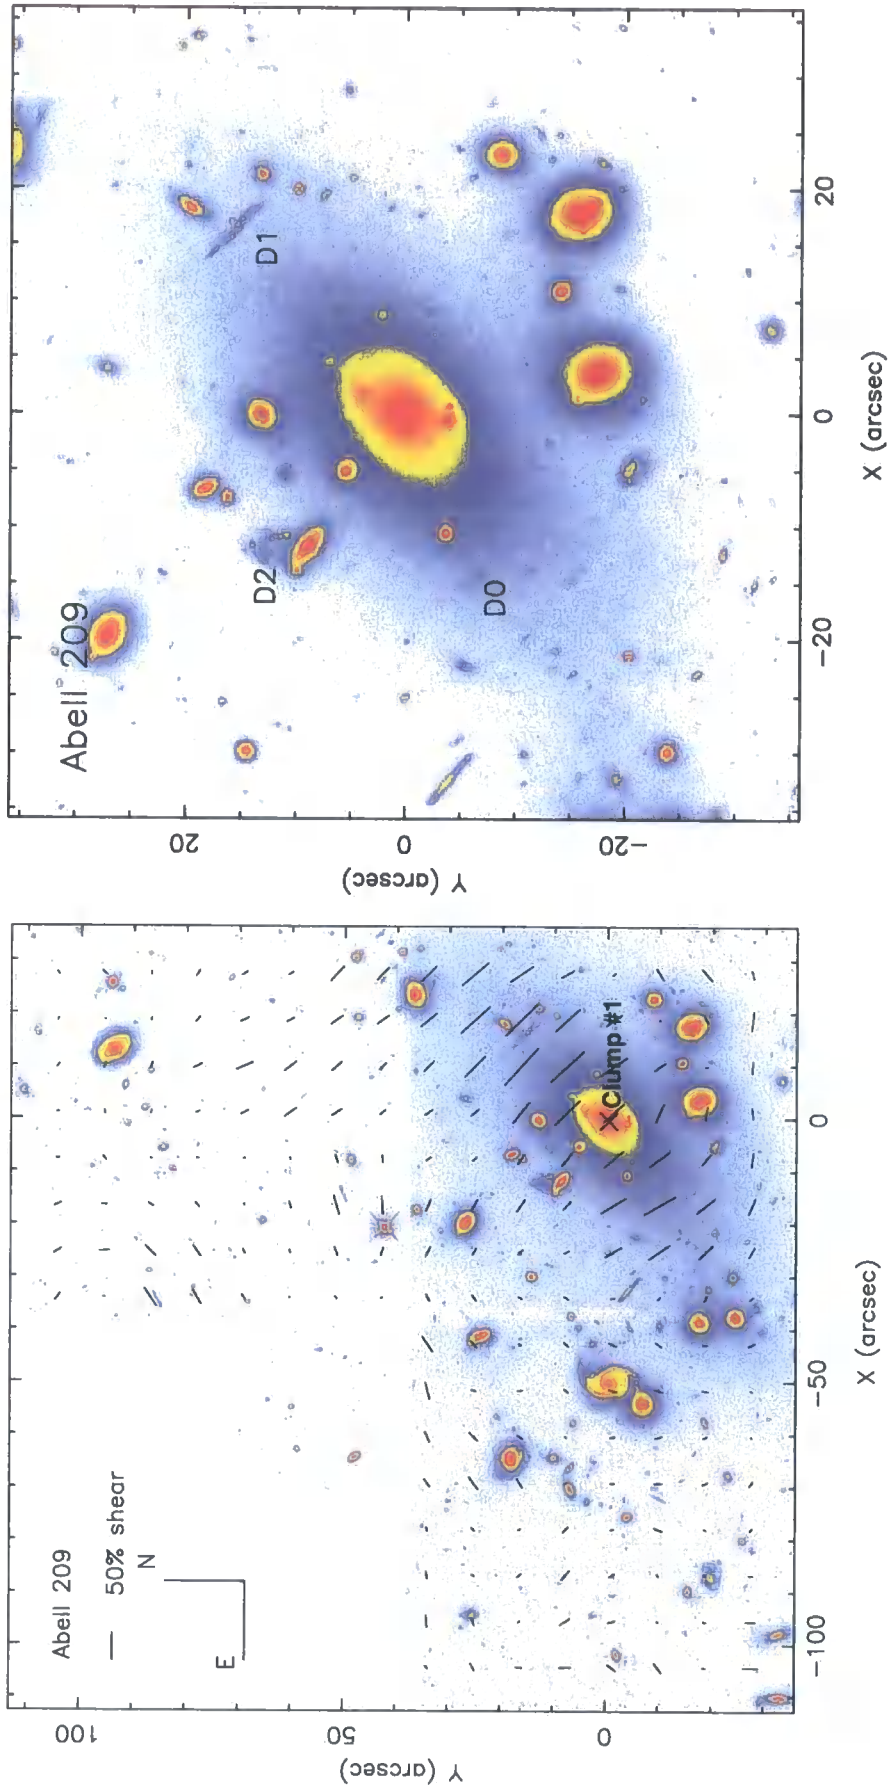 Abell 209
D1
D2
D0
20
0
-20
Y (arcsec)
-20
0
20
X (arcsec)
Abell 209
50% shear
N
E
×Clump#1
100
50
0
Y (arcsec)
-100
-50
0
X (arcsec)